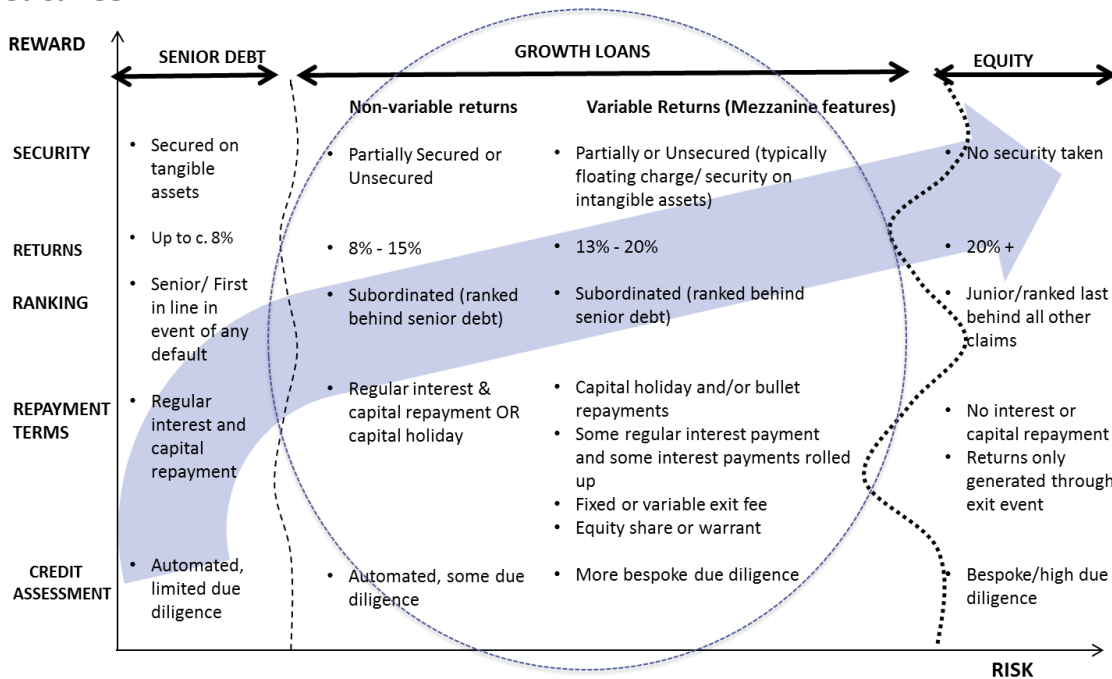 REWARD
SENIOR DEBT
GROWTH LOANS
EQUITY
Non-variable returns
Variable Returns (Mezzanine features)
SECURITY
• Secured on
tangible
assets
• Partially Secured or
Unsecured
• Partially or Unsecured (typically
floating charge/ security on
intangible assets)
• No security taken
RETURNS
• Up to c. 8%
• 8% - 15%
• 13% - 20%
• 20% +
RANKING
• Senior/ First
in line in
event of any
default
• Subordinated (ranked
behind senior debt)
• Subordinated (ranked behind
senior debt)
• Junior/ranked last
behind all other
claims
REPAYMENT
TERMS
• Regular
interest and
capital
repayment
• Regular interest &
capital repayment OR
capital holiday
• Capital holiday and/or bullet
repayments
• Some regular interest payment
and some interest payments rolled
up
• Fixed or variable exit fee
• Equity share or warrant
• No interest or
capital repayment
• Returns only
generated through
exit event
CREDIT
ASSESSMENT
• Automated,
limited due
diligence
• Automated, some due
diligence
• More bespoke due diligence
• Bespoke/high due
diligence
RISK